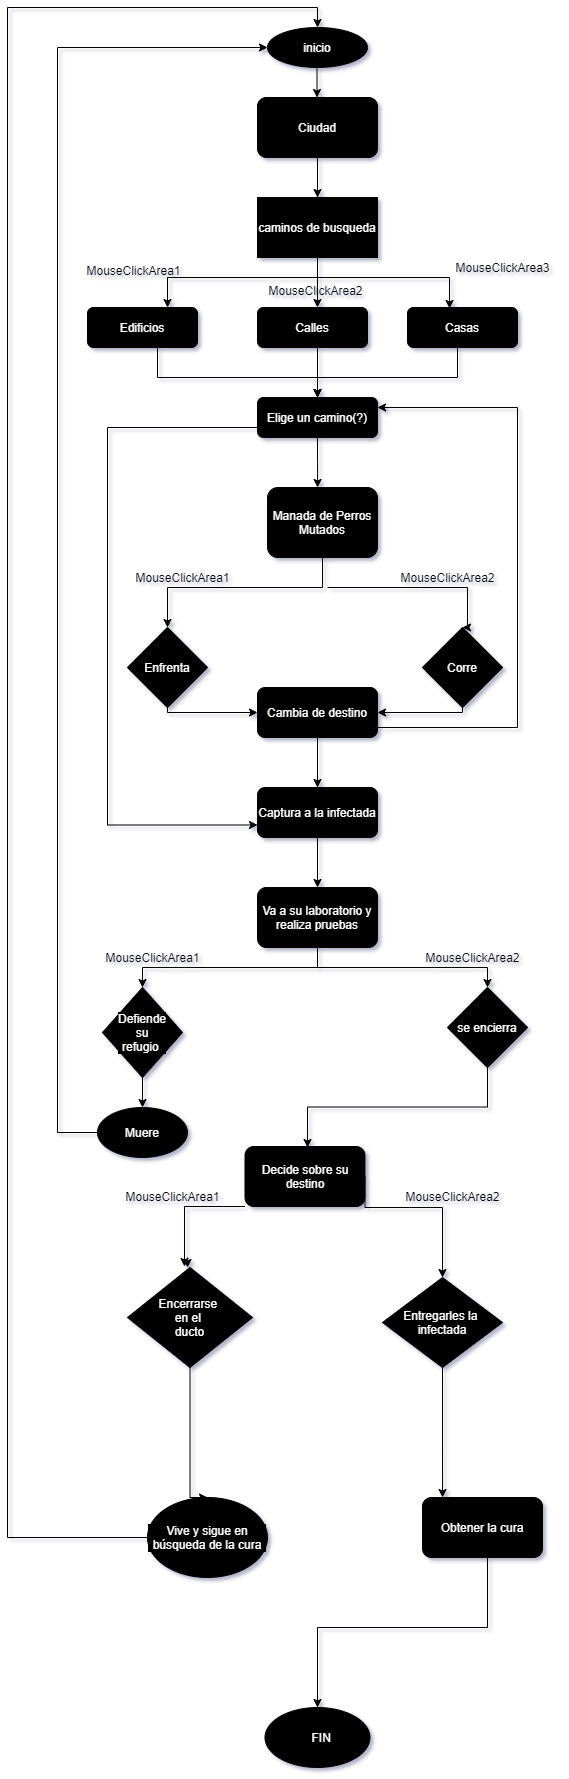 inicio
Ciudad
caminos de busqueda
MouseClickArea1
MouseClickArea2
MouseClickArea3
Edificios
Calles
Casas
Elige un camino(?)
Manada de Perros
Mutados
MouseClickArea1
MouseClickArea2
Enfrenta
Corre
Cambia de destino
Captura a la infectada
Va a su laboratorio y
realiza pruebas
MouseClickArea1
MouseClickArea2
Defiende
su
refugio
se encierra
Muere
Decide sobre su
destino
MouseClickArea1
MouseClickArea2
Encerrarse
en el
ducto
Entregarles la
infectada
Vive y sigue en
búsqueda de la cura
Obtener la cura
FIN